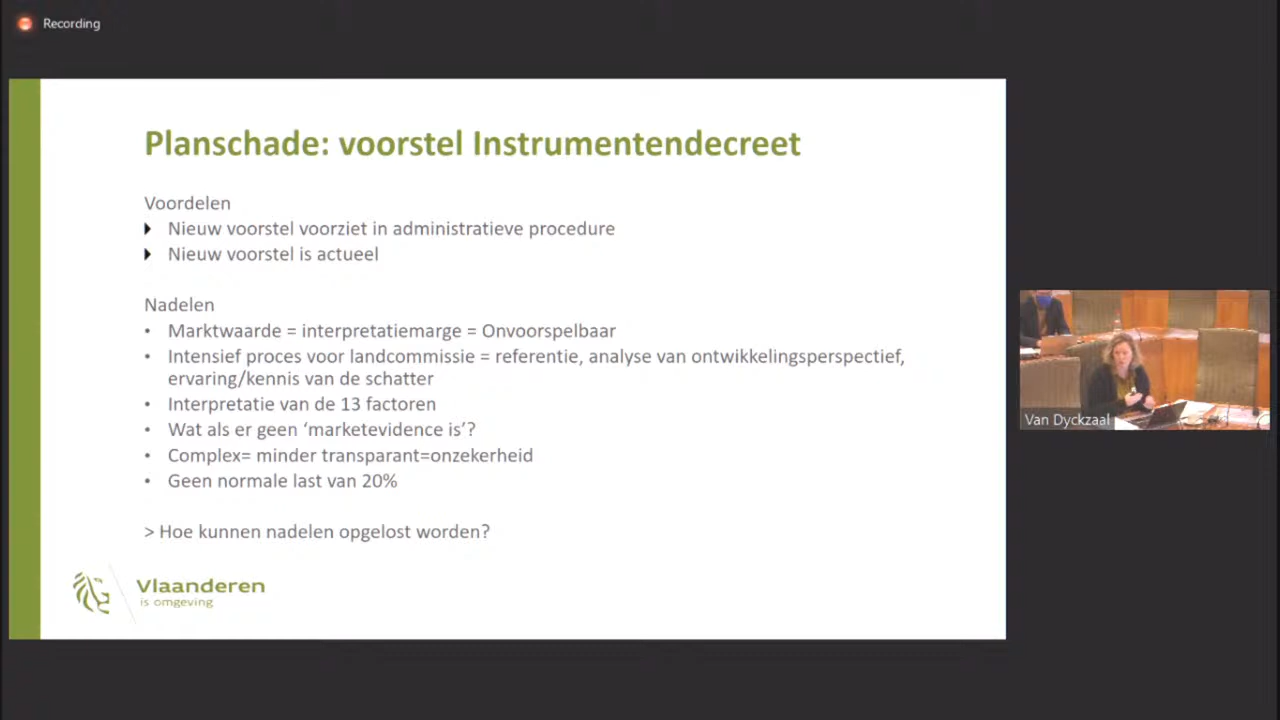 Recording
Planschade: voorstel Instrumentendecreet
Voordelen
Nieuw voorstel voorziet in administratieve procedure
Nieuw voorstel is actueel
Nadelen
• Marktwaarde = interpretatiemarge = Onvoorspelbaar
• Intensief proces voor landcommissie = referentie, analyse van ontwikkelingsperspectief,
ervaring/kennis van de schatter
• Interpretatie van de 13 factoren
• Wat als er geen ‘marketevidence is’?
• Complex= minder transparant=onzekerheid
• Geen normale last van 20%
> Hoe kunnen nadelen opgelost worden?
Vlaanderen
is omgeving
Van Dyckzaal